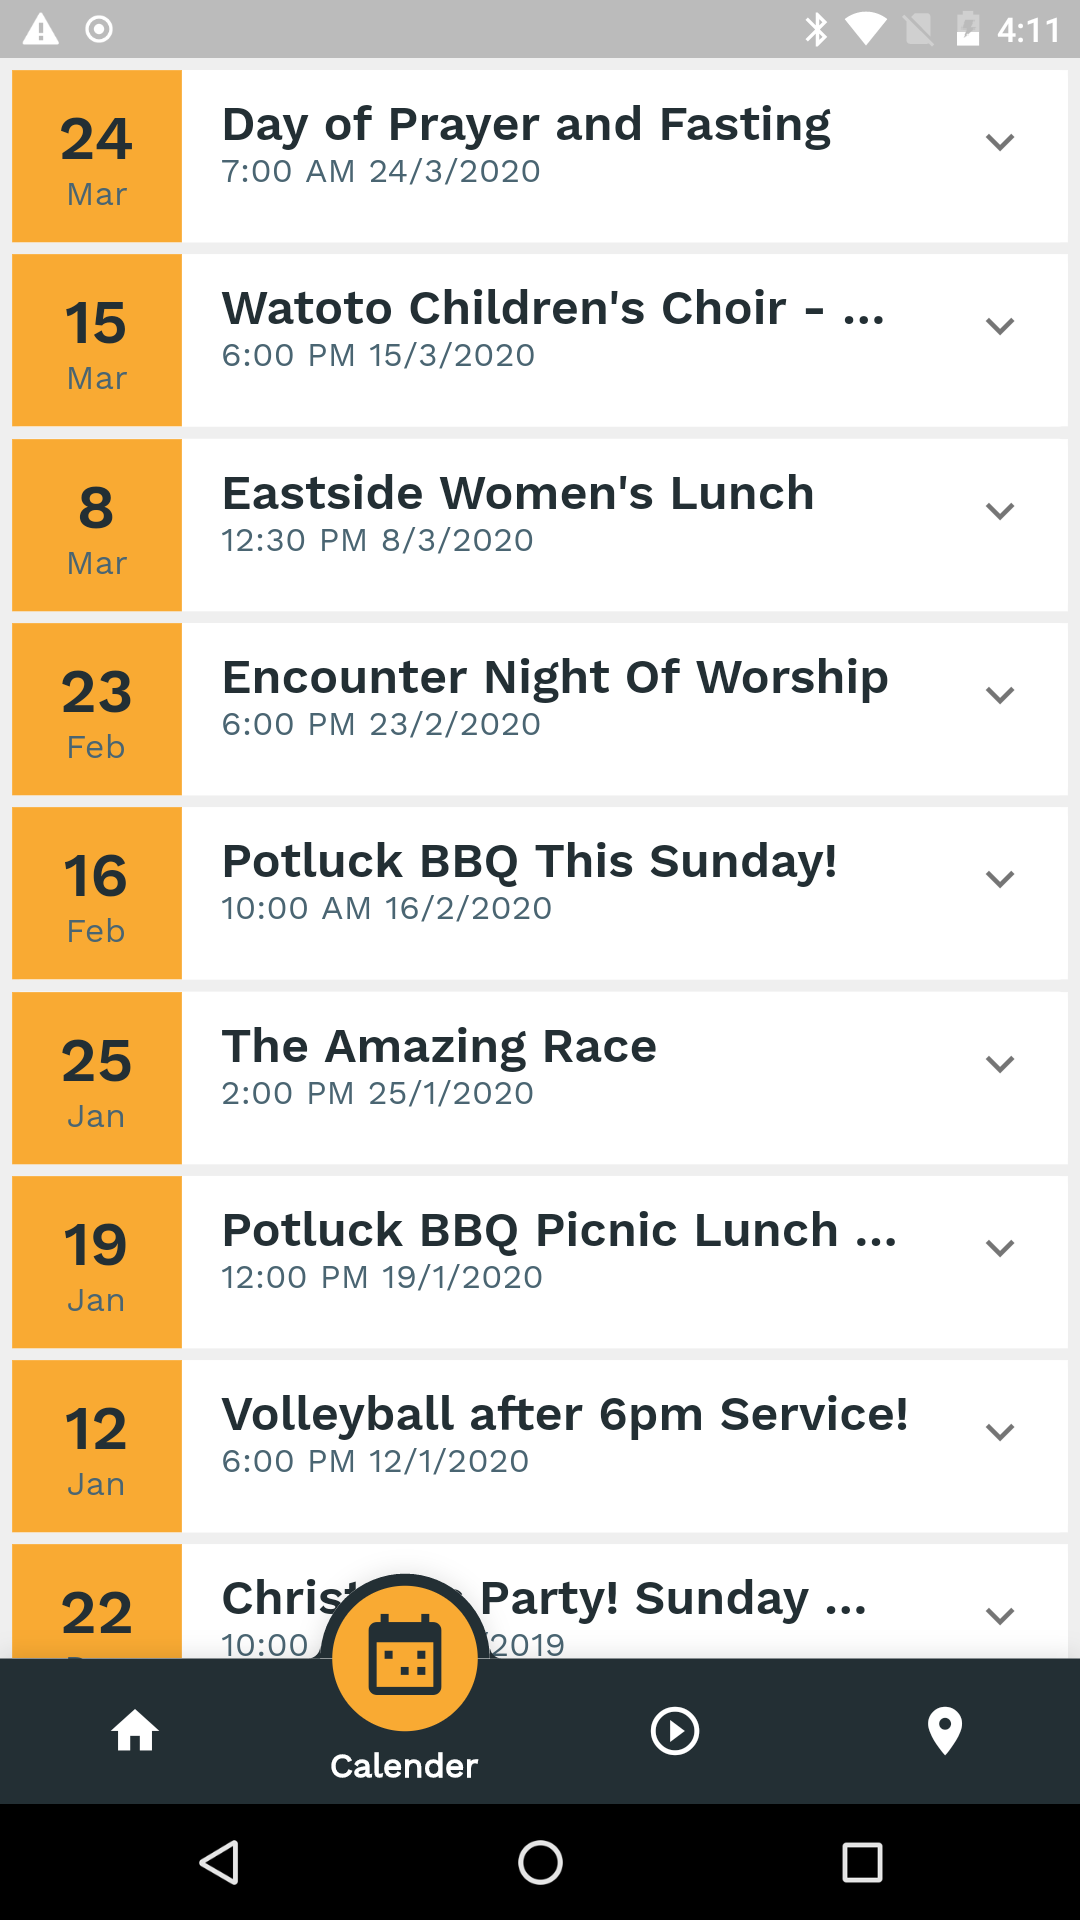 4:11
24
Mar
Day of Prayer and Fasting
7:00 AM 24/3/2020
15
Mar
Watoto Children's Choir - ...
6:00 PM 15/3/2020
8
Mar
Eastside Women's Lunch
12:30 PM 8/3/2020
23
Feb
Encounter Night Of Worship
6:00 PM 23/2/2020
16
Feb
Potluck BBQ This Sunday!
10:00 AM 16/2/2020
25
Jan
The Amazing Race
2:00 PM 25/1/2020
19
Jan
Potluck BBQ Picnic Lunch ...
12:00 PM 19/1/2020
12
Jan
Volleyball after 6pm Service!
6:00 PM 12/1/2020
22
Party! Sunday ...
10:00 2019
Calender